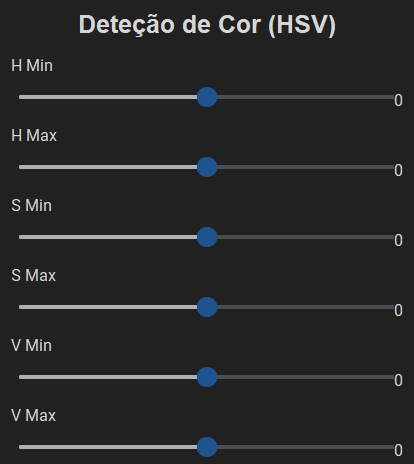 Deteção de Cor (HSV)
H Min
0
H Max
0
S Min
0
S Max
0
V Min
0
V Max
0